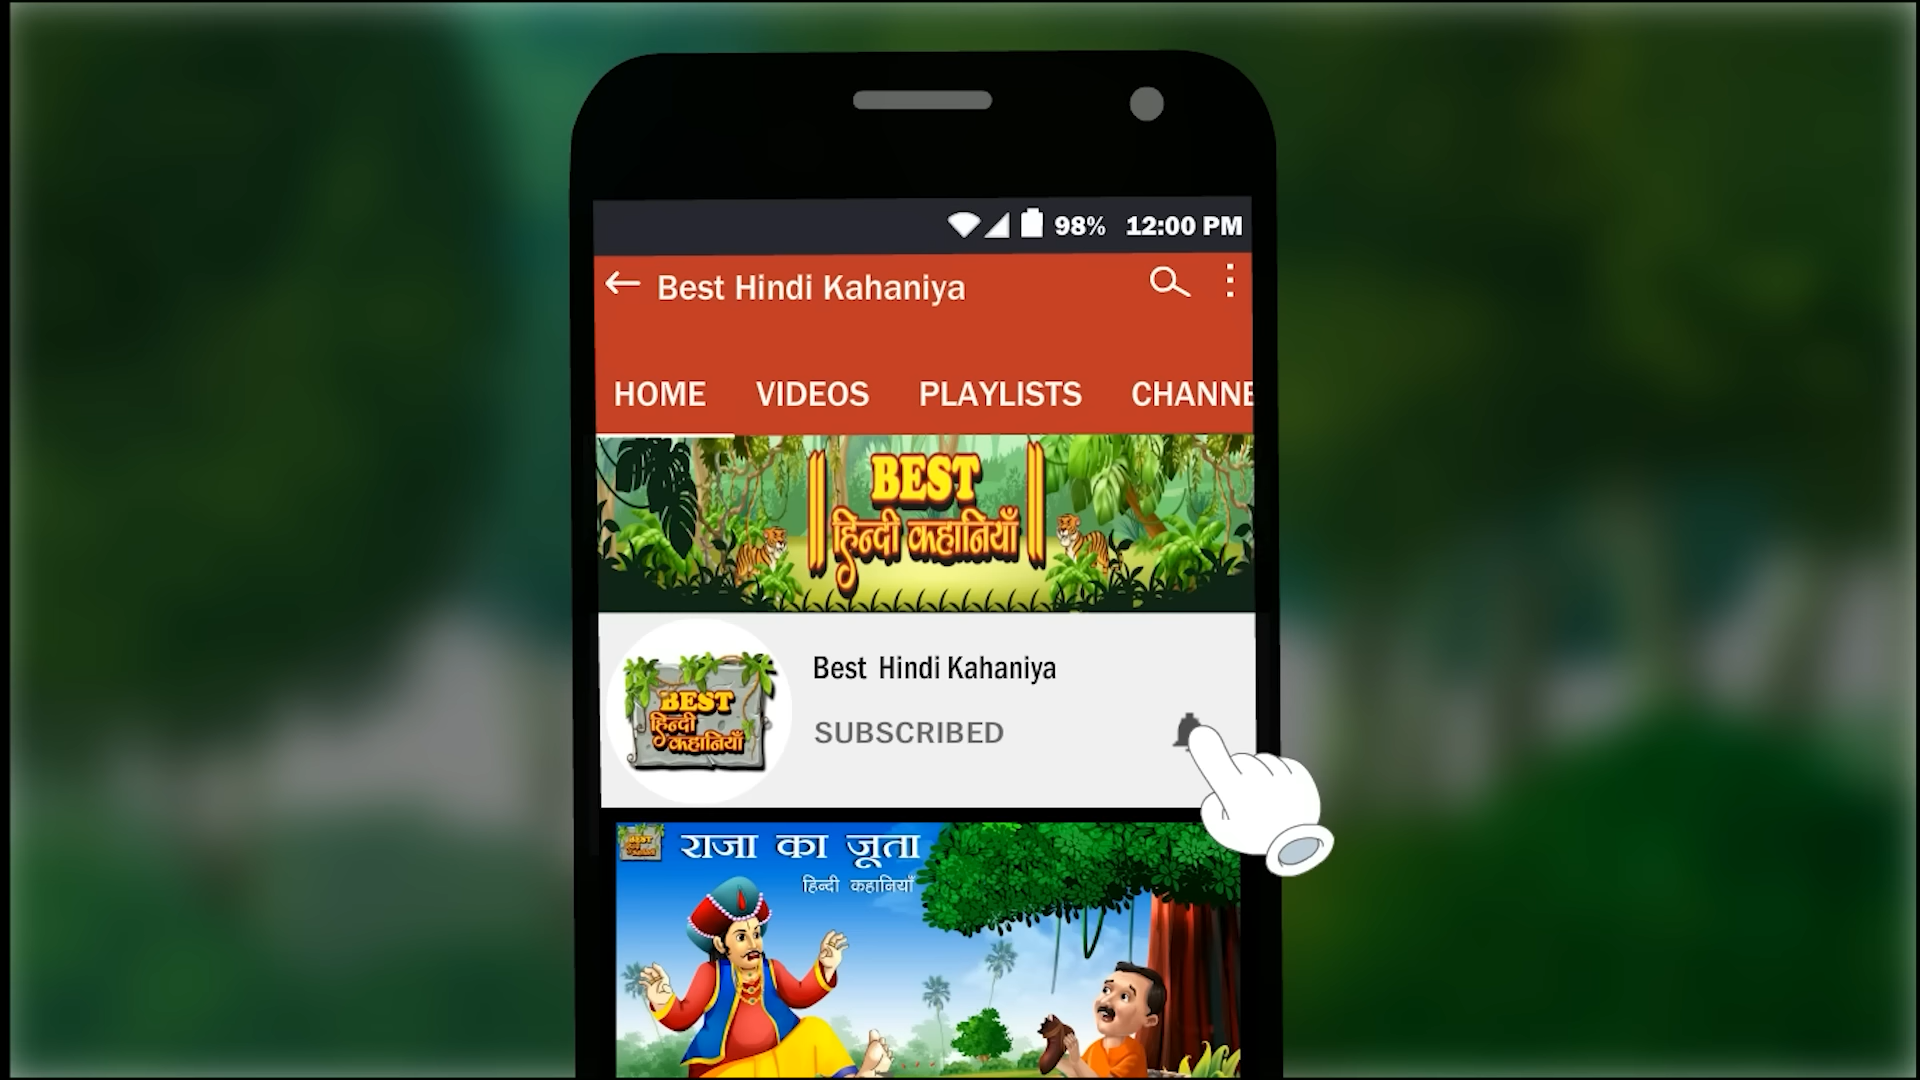 98% 12:00 PM
Best Hindi Kahaniya
HOME VIDEOS PLAYLISTS CHANNE
BEST
हिन्दी कहानियाँ
Best Hindi Kahaniya
SUBSCRIBED
BEST
हिन्दी
कहानियाँ
राजा का जूता
हिन्दी कहानियाँ